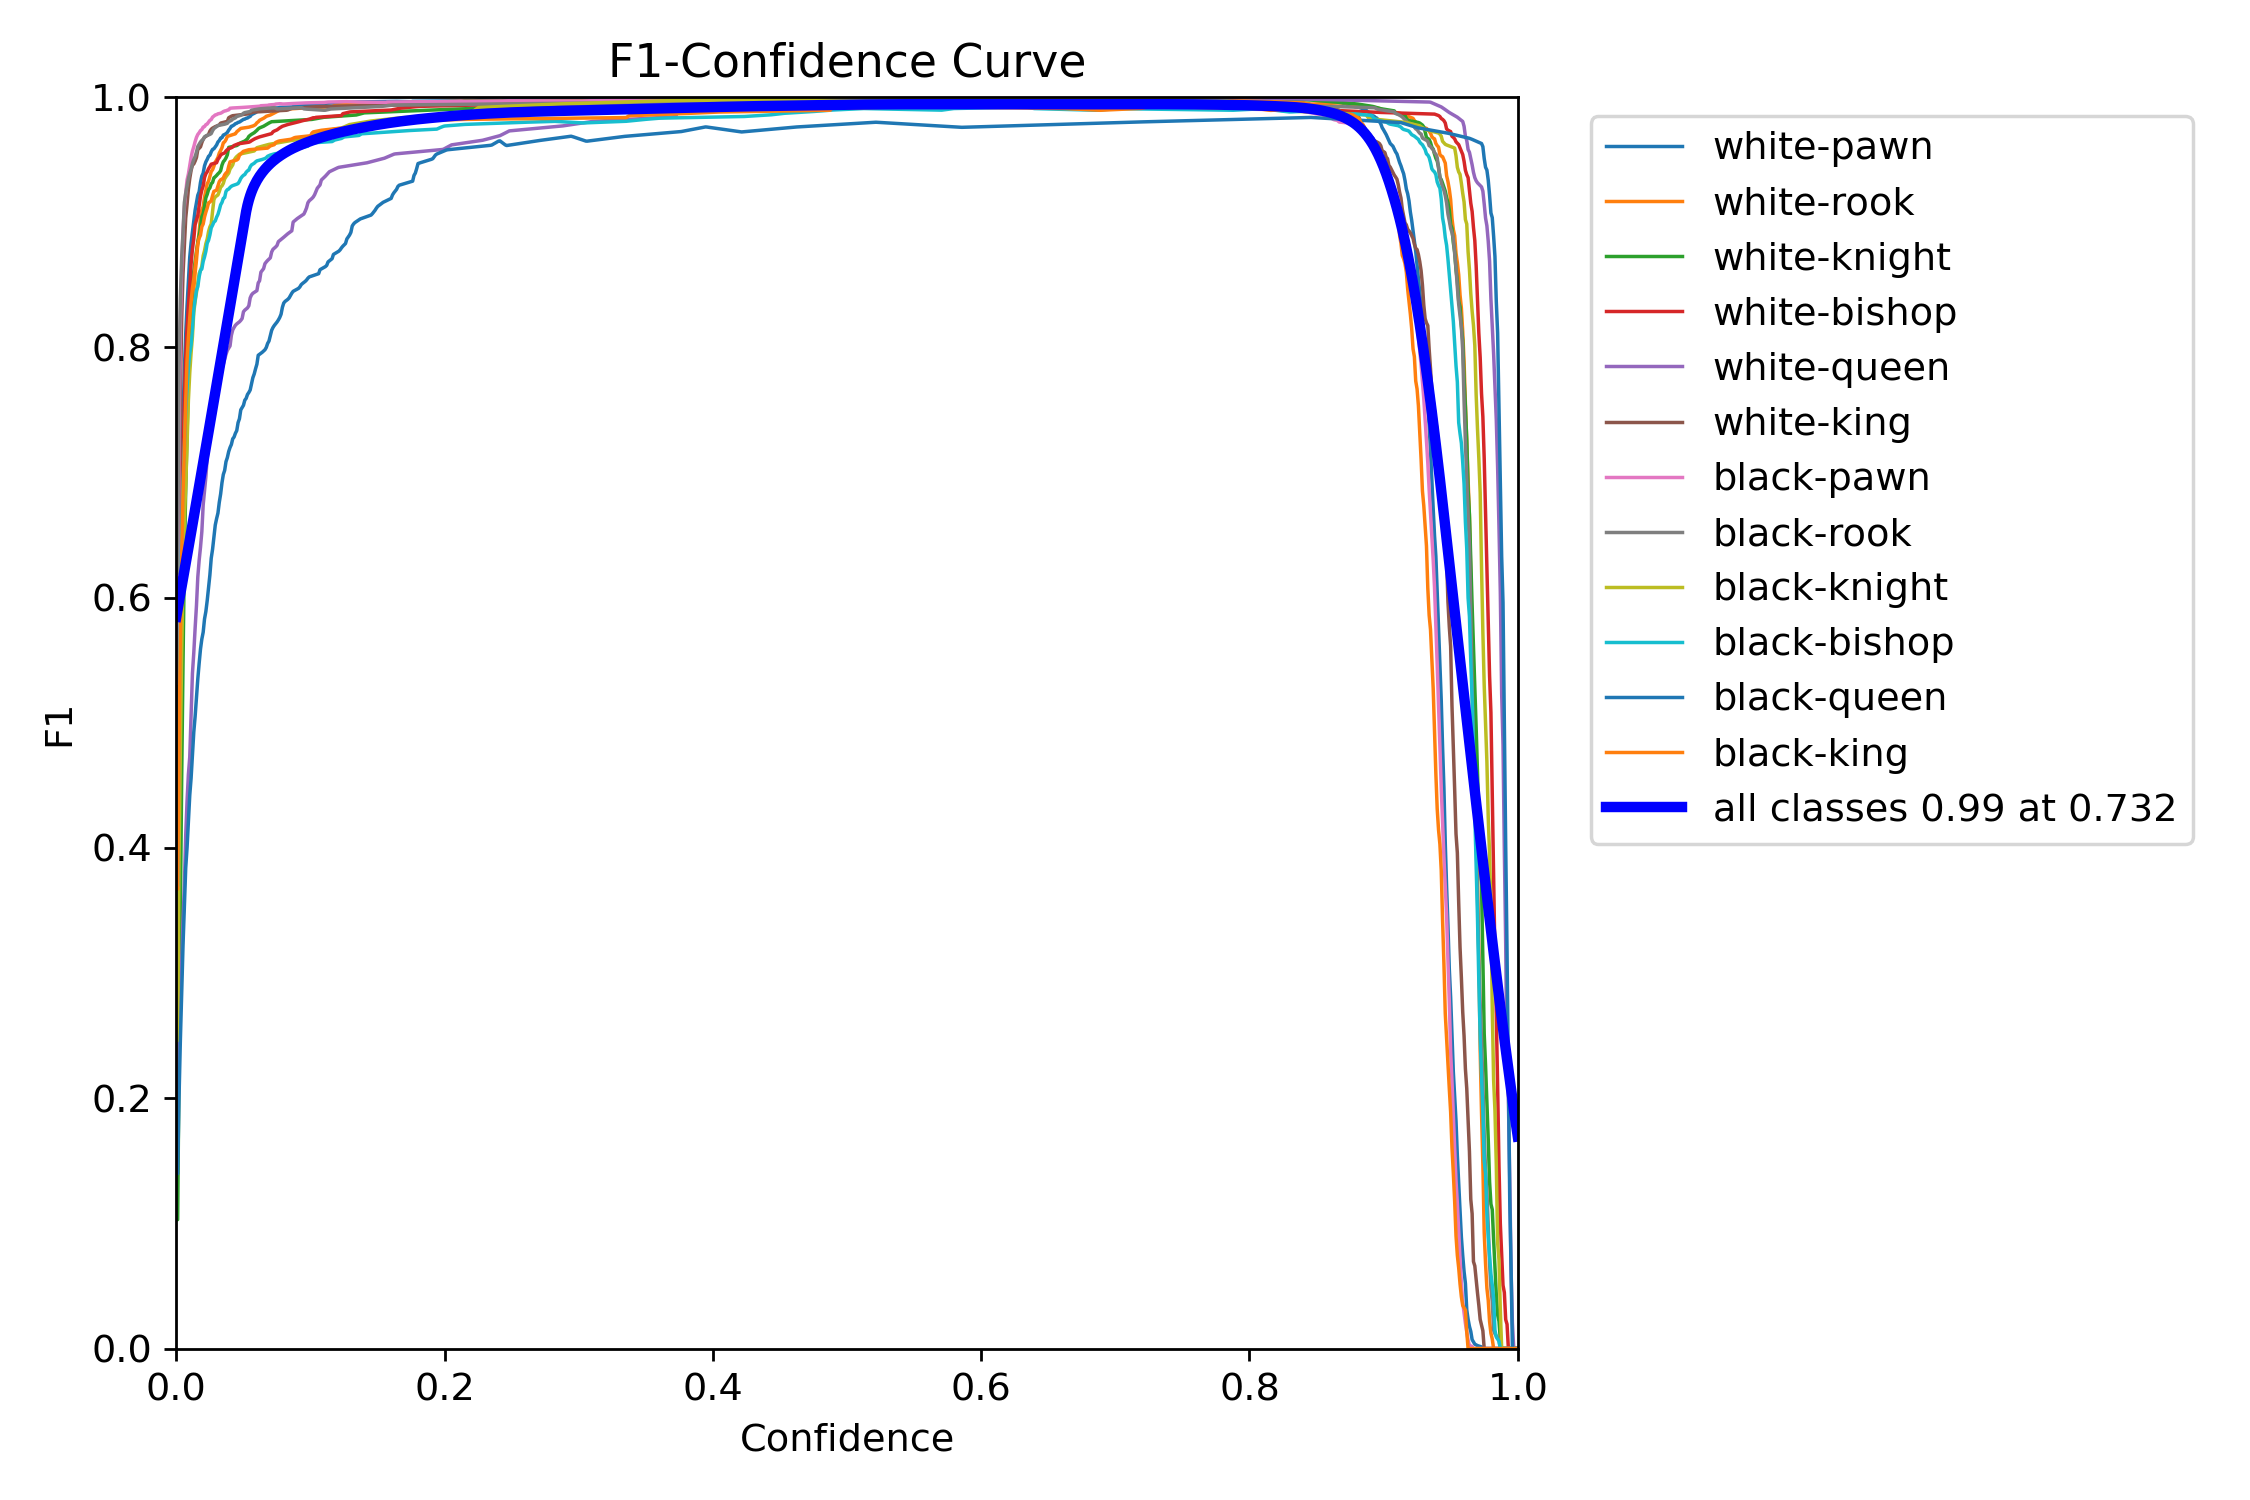 F1-Confidence Curve
1.0
0.8
0.6
0.4
0.2
0.0
F1
0.0 0.2 0.4 0.6 0.8 1.0
Confidence
white-pawn
white-rook
white-knight
white-bishop
white-queen
white-king
black-pawn
black-rook
black-knight
black-bishop
black-queen
black-king
all classes 0.99 at 0.732